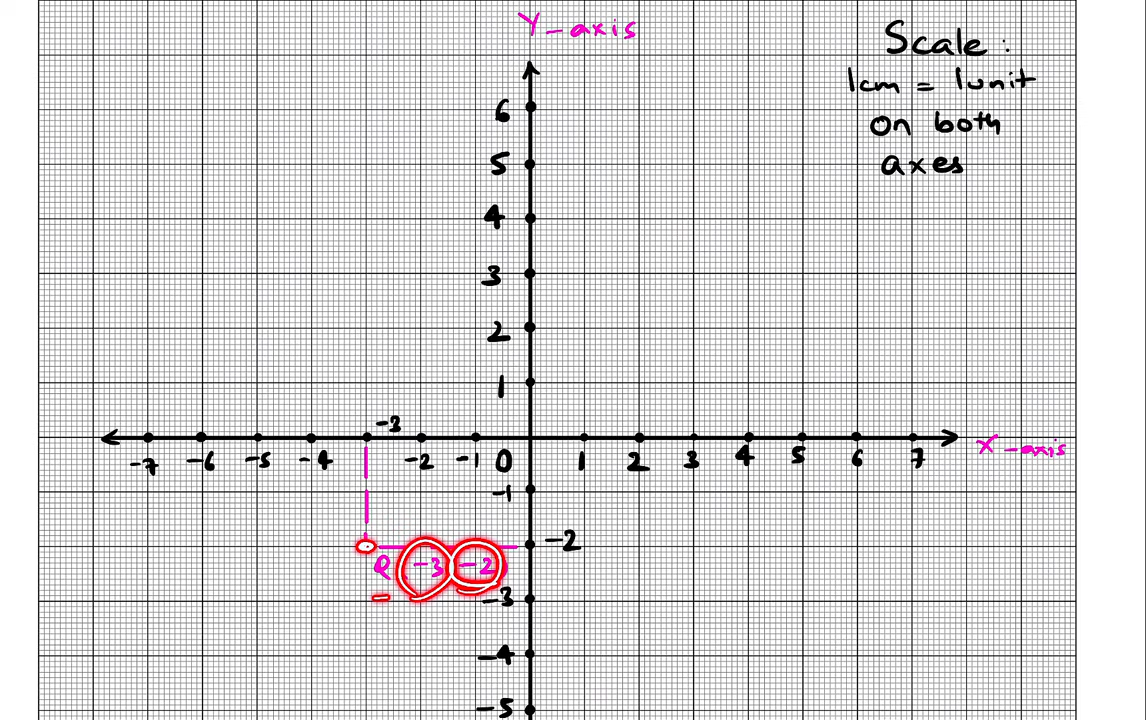 Y-axis
Scale:
1cm = 1unit
on both
axes
6
5
4
3
2
1
-3
-7 -6 -5 -4 -2 -1 0 1 2 3 4 5 6 7
X-axis
-1
-2
Q -3 -2
-3
-4
-5